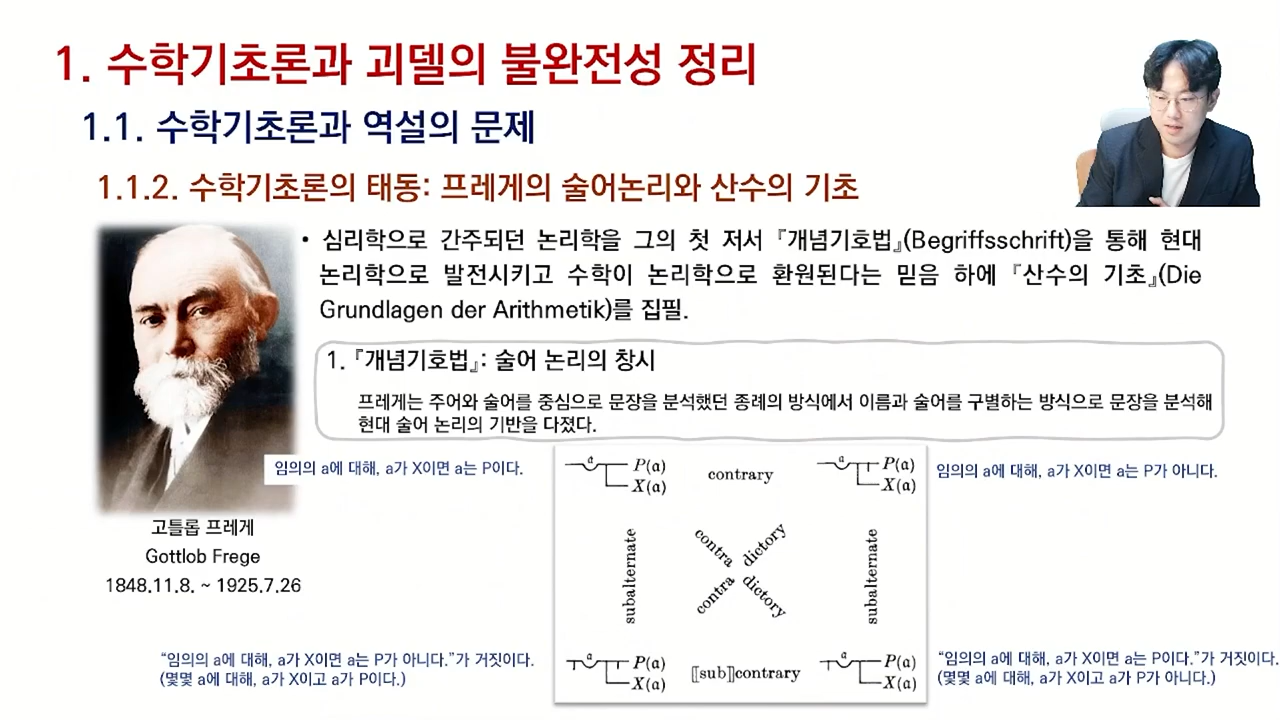 1. 수학기초론과 괴델의 불완전성 정리
1.1. 수학기초론과 역설의 문제
1.1.2. 수학기초론의 태동: 프레게의 술어논리와 산수의 기초
• 심리학으로 간주되던 논리학을 그의 첫 저서 『개념기호법』(Begriffsschrift)을 통해 현대
논리학으로 발전시키고 수학이 논리학으로 환원된다는 믿음 하에 『산수의 기초』(Die
Grundlagen der Arithmetik)를 집필.
1. 『개념기호법』: 술어 논리의 창시
프레게는 주어와 술어를 중심으로 문장을 분석했던 종례의 방식에서 이름과 술어를 구별하는 방식으로 문장을 분석해
현대 술어 논리의 기반을 다졌다.
임의의 a에 대해, a가 X이면 a는 P이다.
a P(a)
X(a)
contrary
a P(a)
X(a)
임의의 a에 대해, a가 X이면 a는 P가 아니다.
고틀롭 프레게
Gottlob Frege
1848.11.8. ~ 1925.7.26
subalternate
contra dictory
contra dictory
subalternate
"임의의 a에 대해, a가 X이면 a는 P가 아니다."가 거짓이다.
(몇몇 a에 대해, a가 X이고 a가 P이다.)
a P(a)
X(a)
⟦sub⟧contrary
a P(a)
X(a)
"임의의 a에 대해, a가 X이면 a는 P이다."가 거짓이다.
(몇몇 a에 대해, a가 X이고 a가 P가 아니다.)